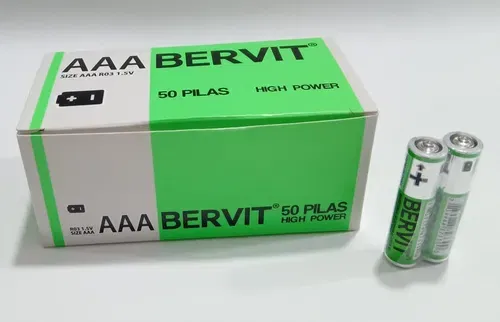 AAA BERVIT®
SIZE AAA R03 1.5V
50 PILAS HIGH POWER
AAA BERVIT® 50 PILAS
HIGH POWER
R03 1.5V
SIZE AAA
BERVIT